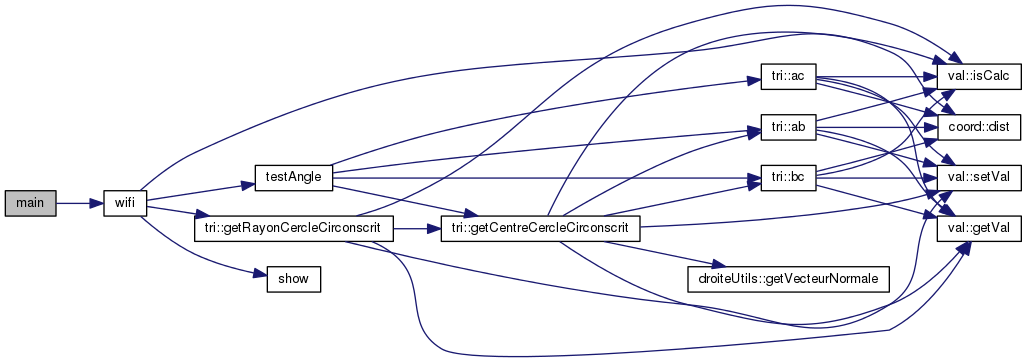 main
wifi
testAngle
tri::getRayonCercleCirconscrit
show
tri::getCentreCercleCirconscrit
tri::ac
tri::ab
tri::bc
droiteUtils::getVecteurNormale
val::isCalc
coord::dist
val::setVal
val::getVal